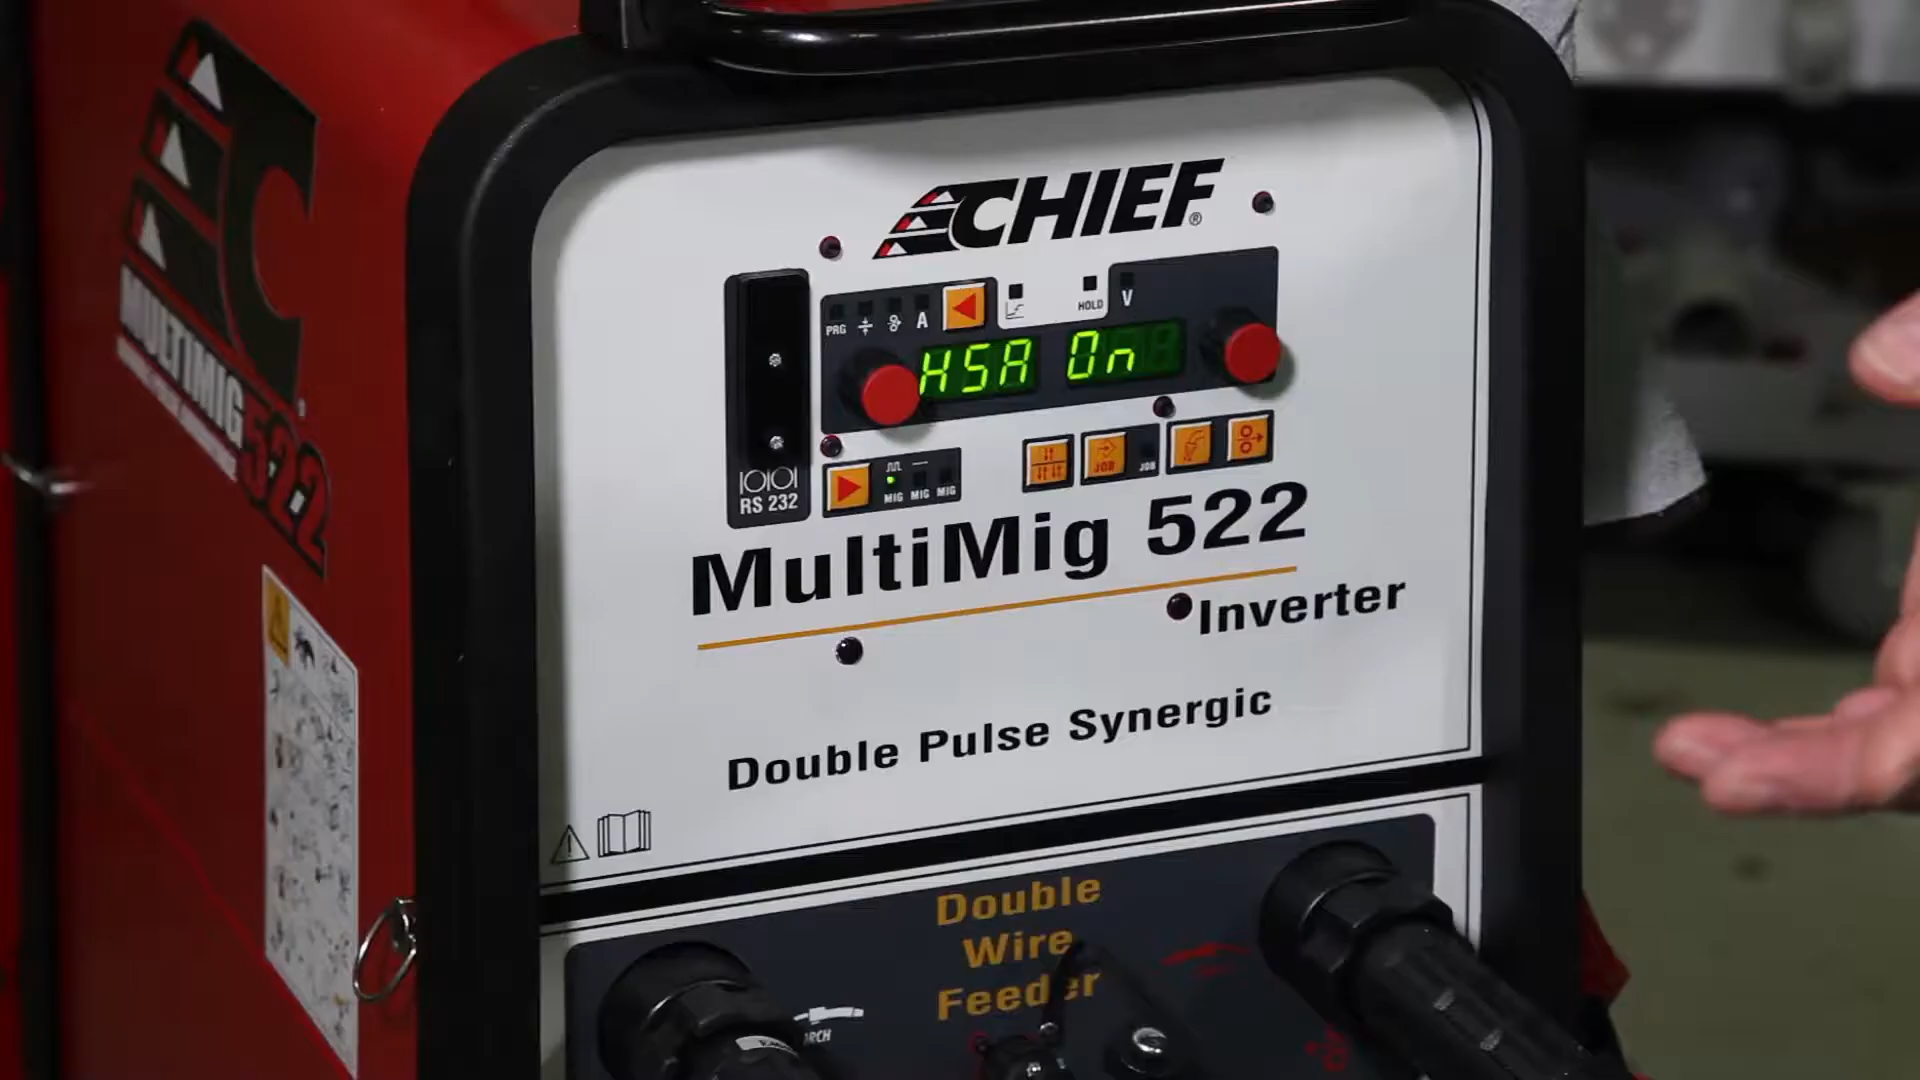 MULTIMIG
522
CHIEF®
PRG
A
HOLD
V
HSA On
RS 232
MIG MIG MIG
JOB
JOB
MultiMig 522
Inverter
Double Pulse Synergic
Double
Wire
Feeder